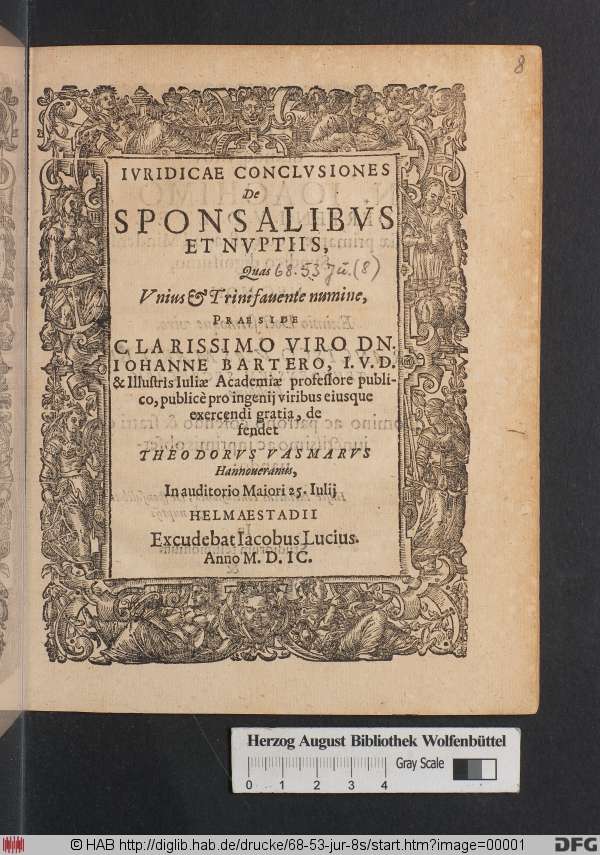 8
IVRIDICAE CONCLVSIONES
De
SPONSALIBVS
ET NVPTIIS,
Quas 68.53 Ju. (8)
Vnius & Trini favente numine,
PRAESIDE
CLARISSIMO VIRO DN.
IOHANNE BARTERO, I. V. D.
& Illustris Iuliæ Academiæ professore publi-
co, publicè pro ingenij viribus eiusque
exercendi gratia, de
fendet
THEODORVS VASMARVS
Hannoveranus,
In auditorio Maiori 25. Iulij
HELMAESTADII
Excudebat Iacobus Lucius.
Anno M. D. IC.
Herzog August Bibliothek Wolfenbüttel
0 1 2 3 4
Gray Scale
© HAB http://diglib.hab.de/drucke/68-53-jur-8s/start.htm?image=00001
DFG